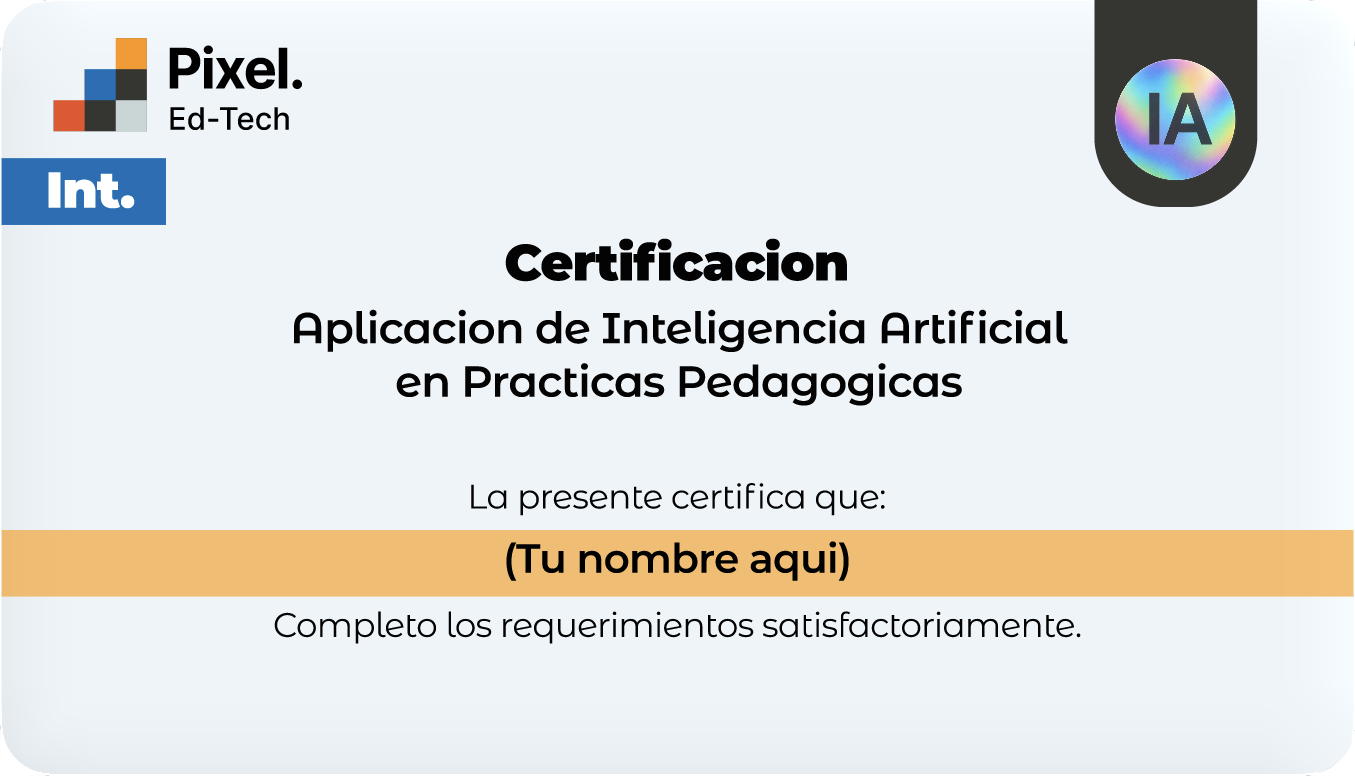 Pixel.
Ed-Tech
IA
Int.
Certificacion
Aplicacion de Inteligencia Artificial
en Practicas Pedagogicas
La presente certifica que:
(Tu nombre aqui)
Completo los requerimientos satisfactoriamente.